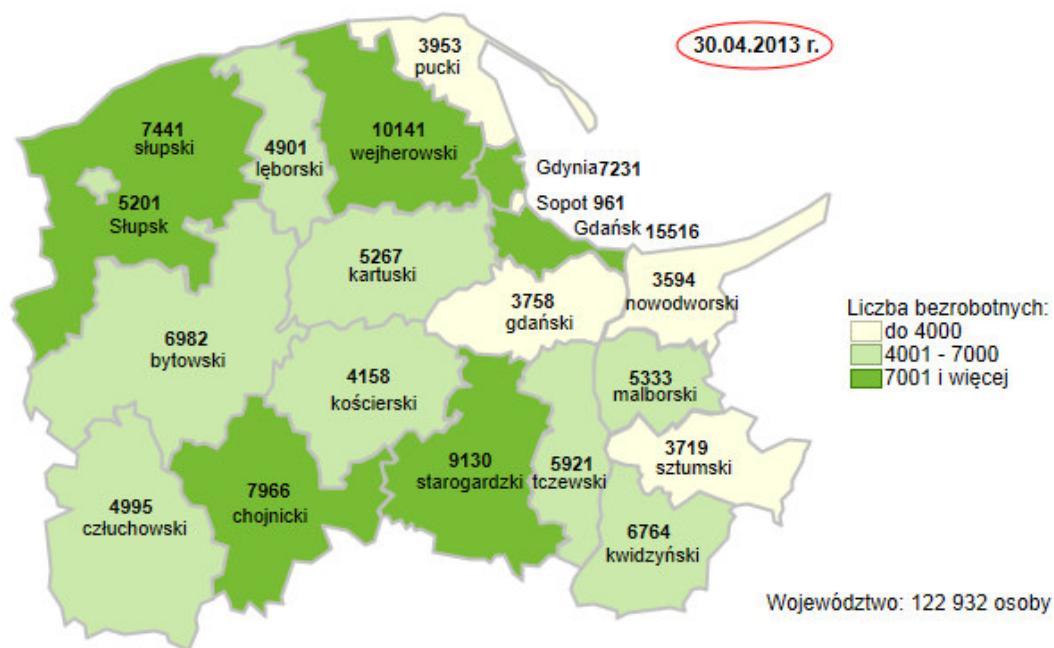 30.04.2013 r.
3953
pucki
7441
słupski
10141
wejherowski
4901
lęborski
Gdynia 7231
5201
Słupsk
Sopot 961
Gdańsk 15516
5267
kartuski
3594
nowodworski
3758
gdański
Liczba bezrobotnych:
do 4000
4001 - 7000
7001 i więcej
6982
bytowski
4158
kościerski
5333
malborski
9130
starogardzki
5921
tczewski
3719
sztumski
7966
chojnicki
4995
człuchowski
6764
kwidzyński
Województwo: 122 932 osoby